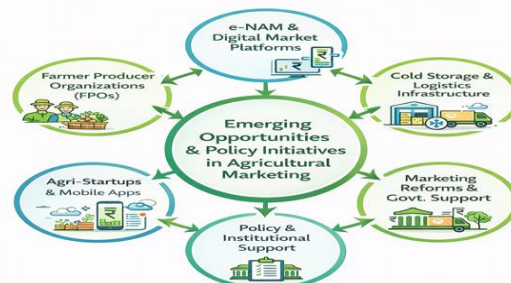 e-NAM &
Digital Market
Platforms
Farmer Producer
Organizations
(FPOs)
Cold Storage &
Logistics
Infrastructure
Emerging
Opportunities
& Policy Initiatives
in Agricultural
Marketing
Agri-Startups
& Mobile Apps
Marketing
Reforms &
Govt. Support
Policy &
Institutional
Support